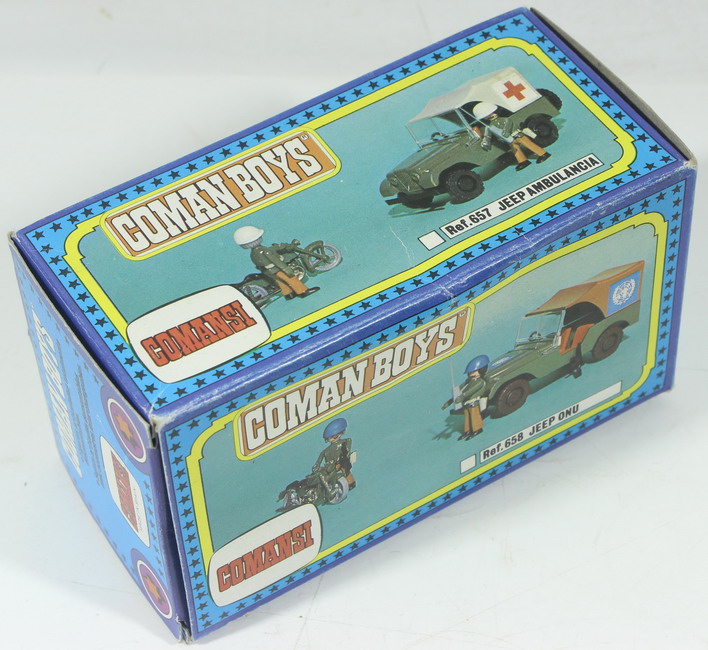 COMAN BOYS
Ref. 657 JEEP AMBULANCIA
COMANSI
COMAN BOYS
Ref. 658 JEEP ONU
COMANSI